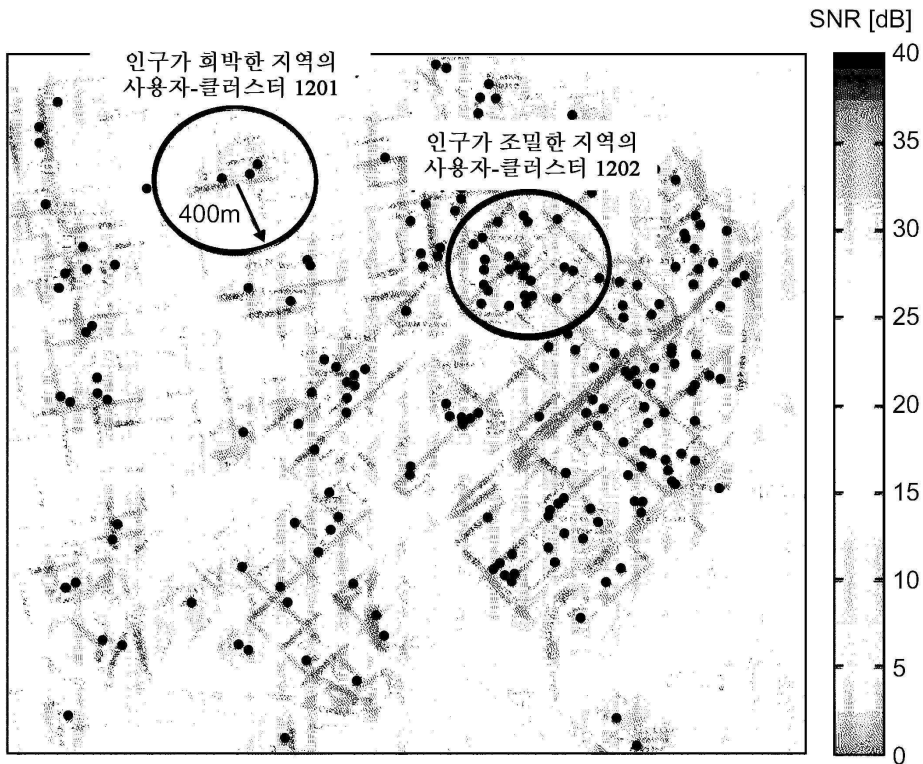 SNR [dB]
인구가 희박한 지역의
사용자-클러스터 1201
인구가 조밀한 지역의
사용자-클러스터 1202
400m
40
35
30
25
20
15
10
5
0